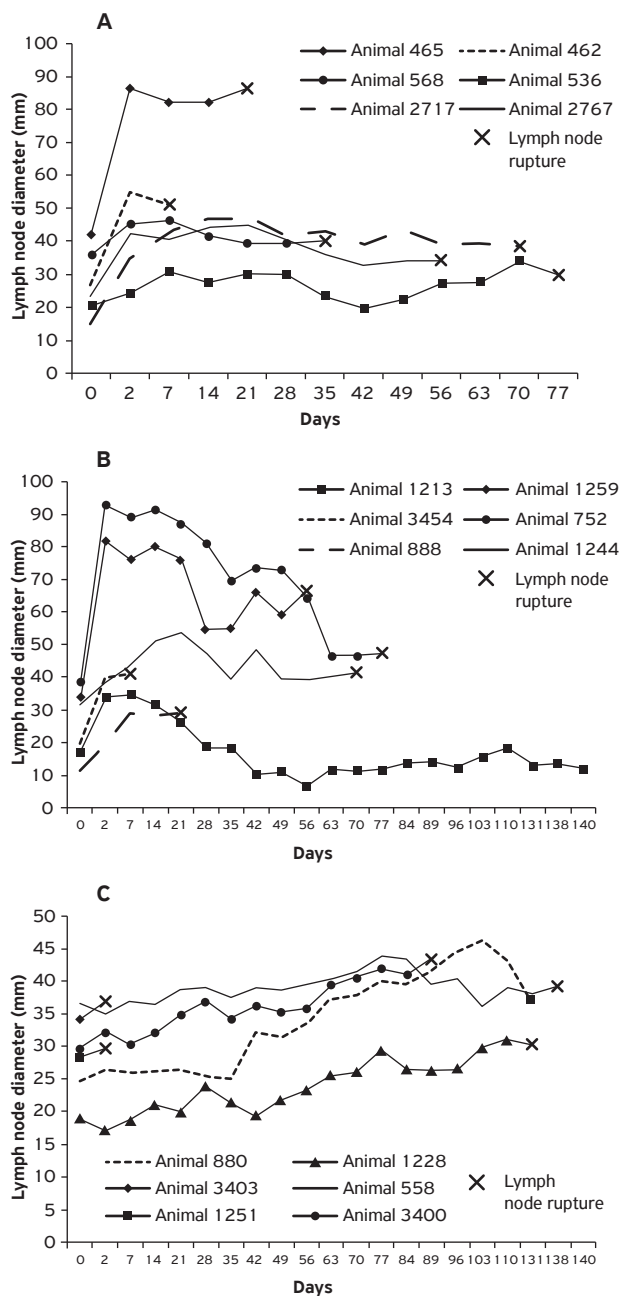 A
100
90
80
70
60
50
40
30
20
10
0
Lymph node diameter (mm)
Animal 465 Animal 462
Animal 568 Animal 536
Animal 2717 Animal 2767
Lymph node
rupture
0 2 7 14 21 28 35 42 49 56 63 70 77
Days
B
100
90
80
70
60
50
40
30
20
10
0
Lymph node diameter (mm)
Animal 1213 Animal 1259
Animal 3454 Animal 752
Animal 888 Animal 1244
Lymph node
rupture
0 2 7 14 21 28 35 42 49 56 63 70 77 84 89 96 103 110 131 138 140
Days
C
50
45
40
35
30
25
20
15
10
5
0
Lymph node diameter (mm)
Animal 880 Animal 1228
Animal 3403 Animal 558
Animal 1251 Animal 3400
Lymph
node rupture
0 2 7 14 21 28 35 42 49 56 63 70 77 84 89 96 103 110 131 138 140
Days